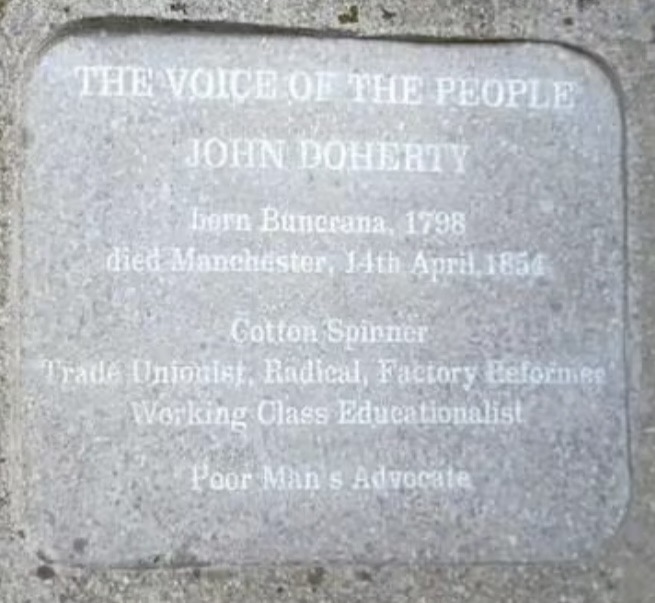 THE VOICE OF THE PEOPLE
JOHN DOHERTY
born Buncrana, 1798
died Manchester, 14th April, 1854
Cotton Spinner
Trade Unionist, Radical, Factory Reformer
Working Class Educationalist
Poor Man's Advocate